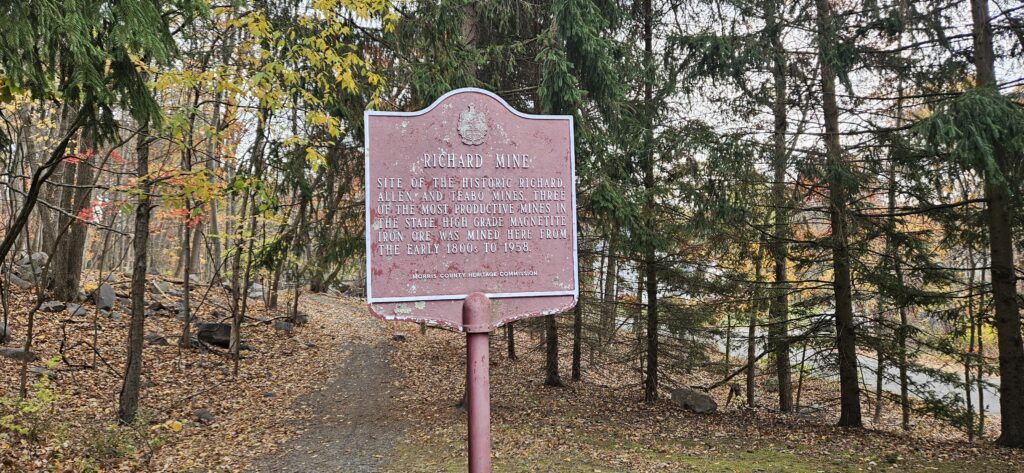 RICHARD MINE
SITE OF THE HISTORIC RICHARD,
ALLEN AND TEABO MINES, THREE
OF THE MOST PRODUCTIVE MINES IN
THE STATE. HIGH GRADE MAGNETITE
IRON ORE WAS MINED HERE FROM
THE EARLY 1800s TO 1958.
MORRIS COUNTY HERITAGE COMMISSION